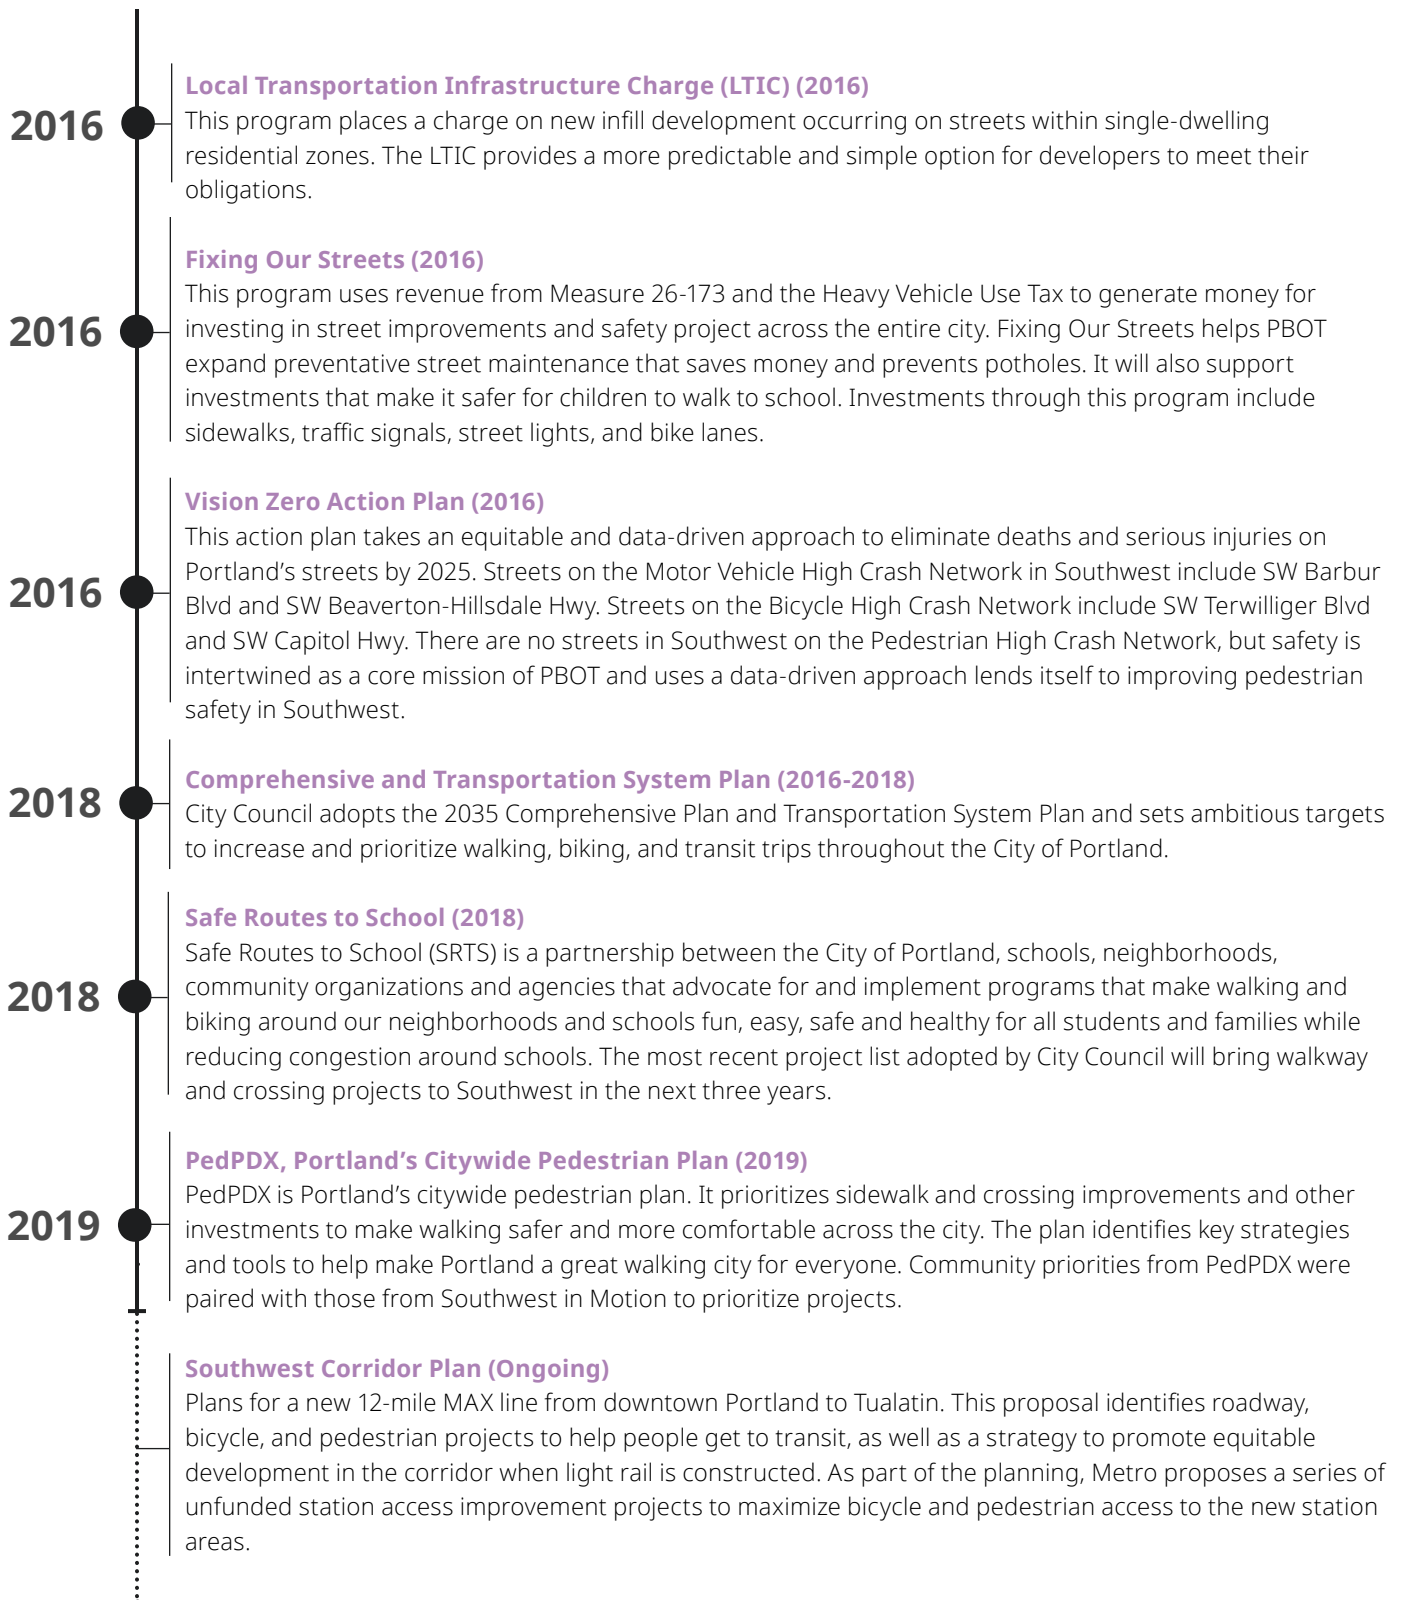 Local Transportation Infrastructure Charge (LTIC) (2016)
2016
This program places a charge on new infill development occurring on streets within single-dwelling
residential zones. The LTIC provides a more predictable and simple option for developers to meet their
obligations.
Fixing Our Streets (2016)
This program uses revenue from Measure 26-173 and the Heavy Vehicle Use Tax to generate money for
2016
investing in street improvements and safety project across the entire city. Fixing Our Streets helps PBOT
expand preventative street maintenance that saves money and prevents potholes. It will also support
investments that make it safer for children to walk to school. Investments through this program include
sidewalks, traffic signals, street lights, and bike lanes.
Vision Zero Action Plan (2016)
This action plan takes an equitable and data-driven approach to eliminate deaths and serious injuries on
Portland's streets by 2025. Streets on the Motor Vehicle High Crash Network in Southwest include SW Barbur
2016
Blvd and SW Beaverton-Hillsdale Hwy. Streets on the Bicycle High Crash Network include SW Terwilliger Blvd
and SW Capitol Hwy. There are no streets in Southwest on the Pedestrian High Crash Network, but safety is
intertwined as a core mission of PBOT and uses a data-driven approach lends itself to improving pedestrian
safety in Southwest.
Comprehensive and Transportation System Plan (2016-2018)
2018
City Council adopts the 2035 Comprehensive Plan and Transportation System Plan and sets ambitious targets
to increase and prioritize walking, biking, and transit trips throughout the City of Portland.
Safe Routes to School (2018)
Safe Routes to School (SRTS) is a partnership between the City of Portland, schools, neighborhoods,
2018
community organizations and agencies that advocate for and implement programs that make walking and
biking around our neighborhoods and schools fun, easy, safe and healthy for all students and families while
reducing congestion around schools. The most recent project list adopted by City Council will bring walkway
and crossing projects to Southwest in the next three years.
PedPDX, Portland's Citywide Pedestrian Plan (2019)
PedPDX is Portland's citywide pedestrian plan. It prioritizes sidewalk and crossing improvements and other
2019
investments to make walking safer and more comfortable across the city. The plan identifies key strategies
and tools to help make Portland a great walking city for everyone. Community priorities from PedPDX were
paired with those from Southwest in Motion to prioritize projects.
Southwest Corridor Plan (Ongoing)
Plans for a new 12-mile MAX line from downtown Portland to Tualatin. This proposal identifies roadway,
bicycle, and pedestrian projects to help people get to transit, as well as a strategy to promote equitable
development in the corridor when light rail is constructed. As part of the planning, Metro proposes a series of
unfunded station access improvement projects to maximize bicycle and pedestrian access to the new station
areas.